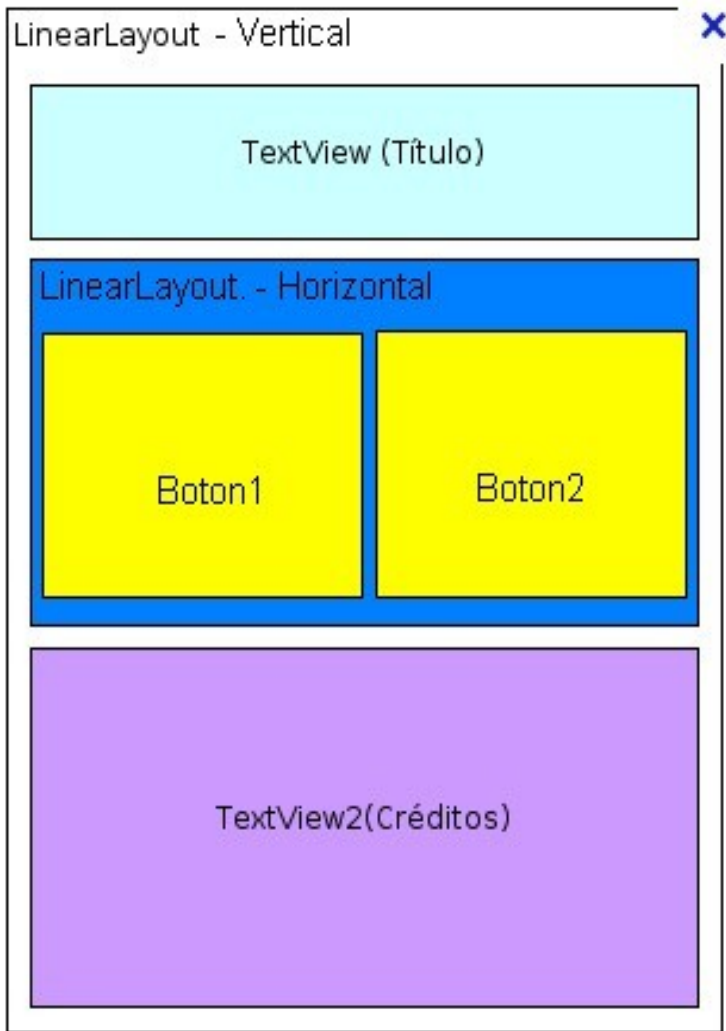 LinearLayout - Vertical
TextView (Título)
LinearLayout. - Horizontal
Boton1
Boton2
TextView2(Créditos)